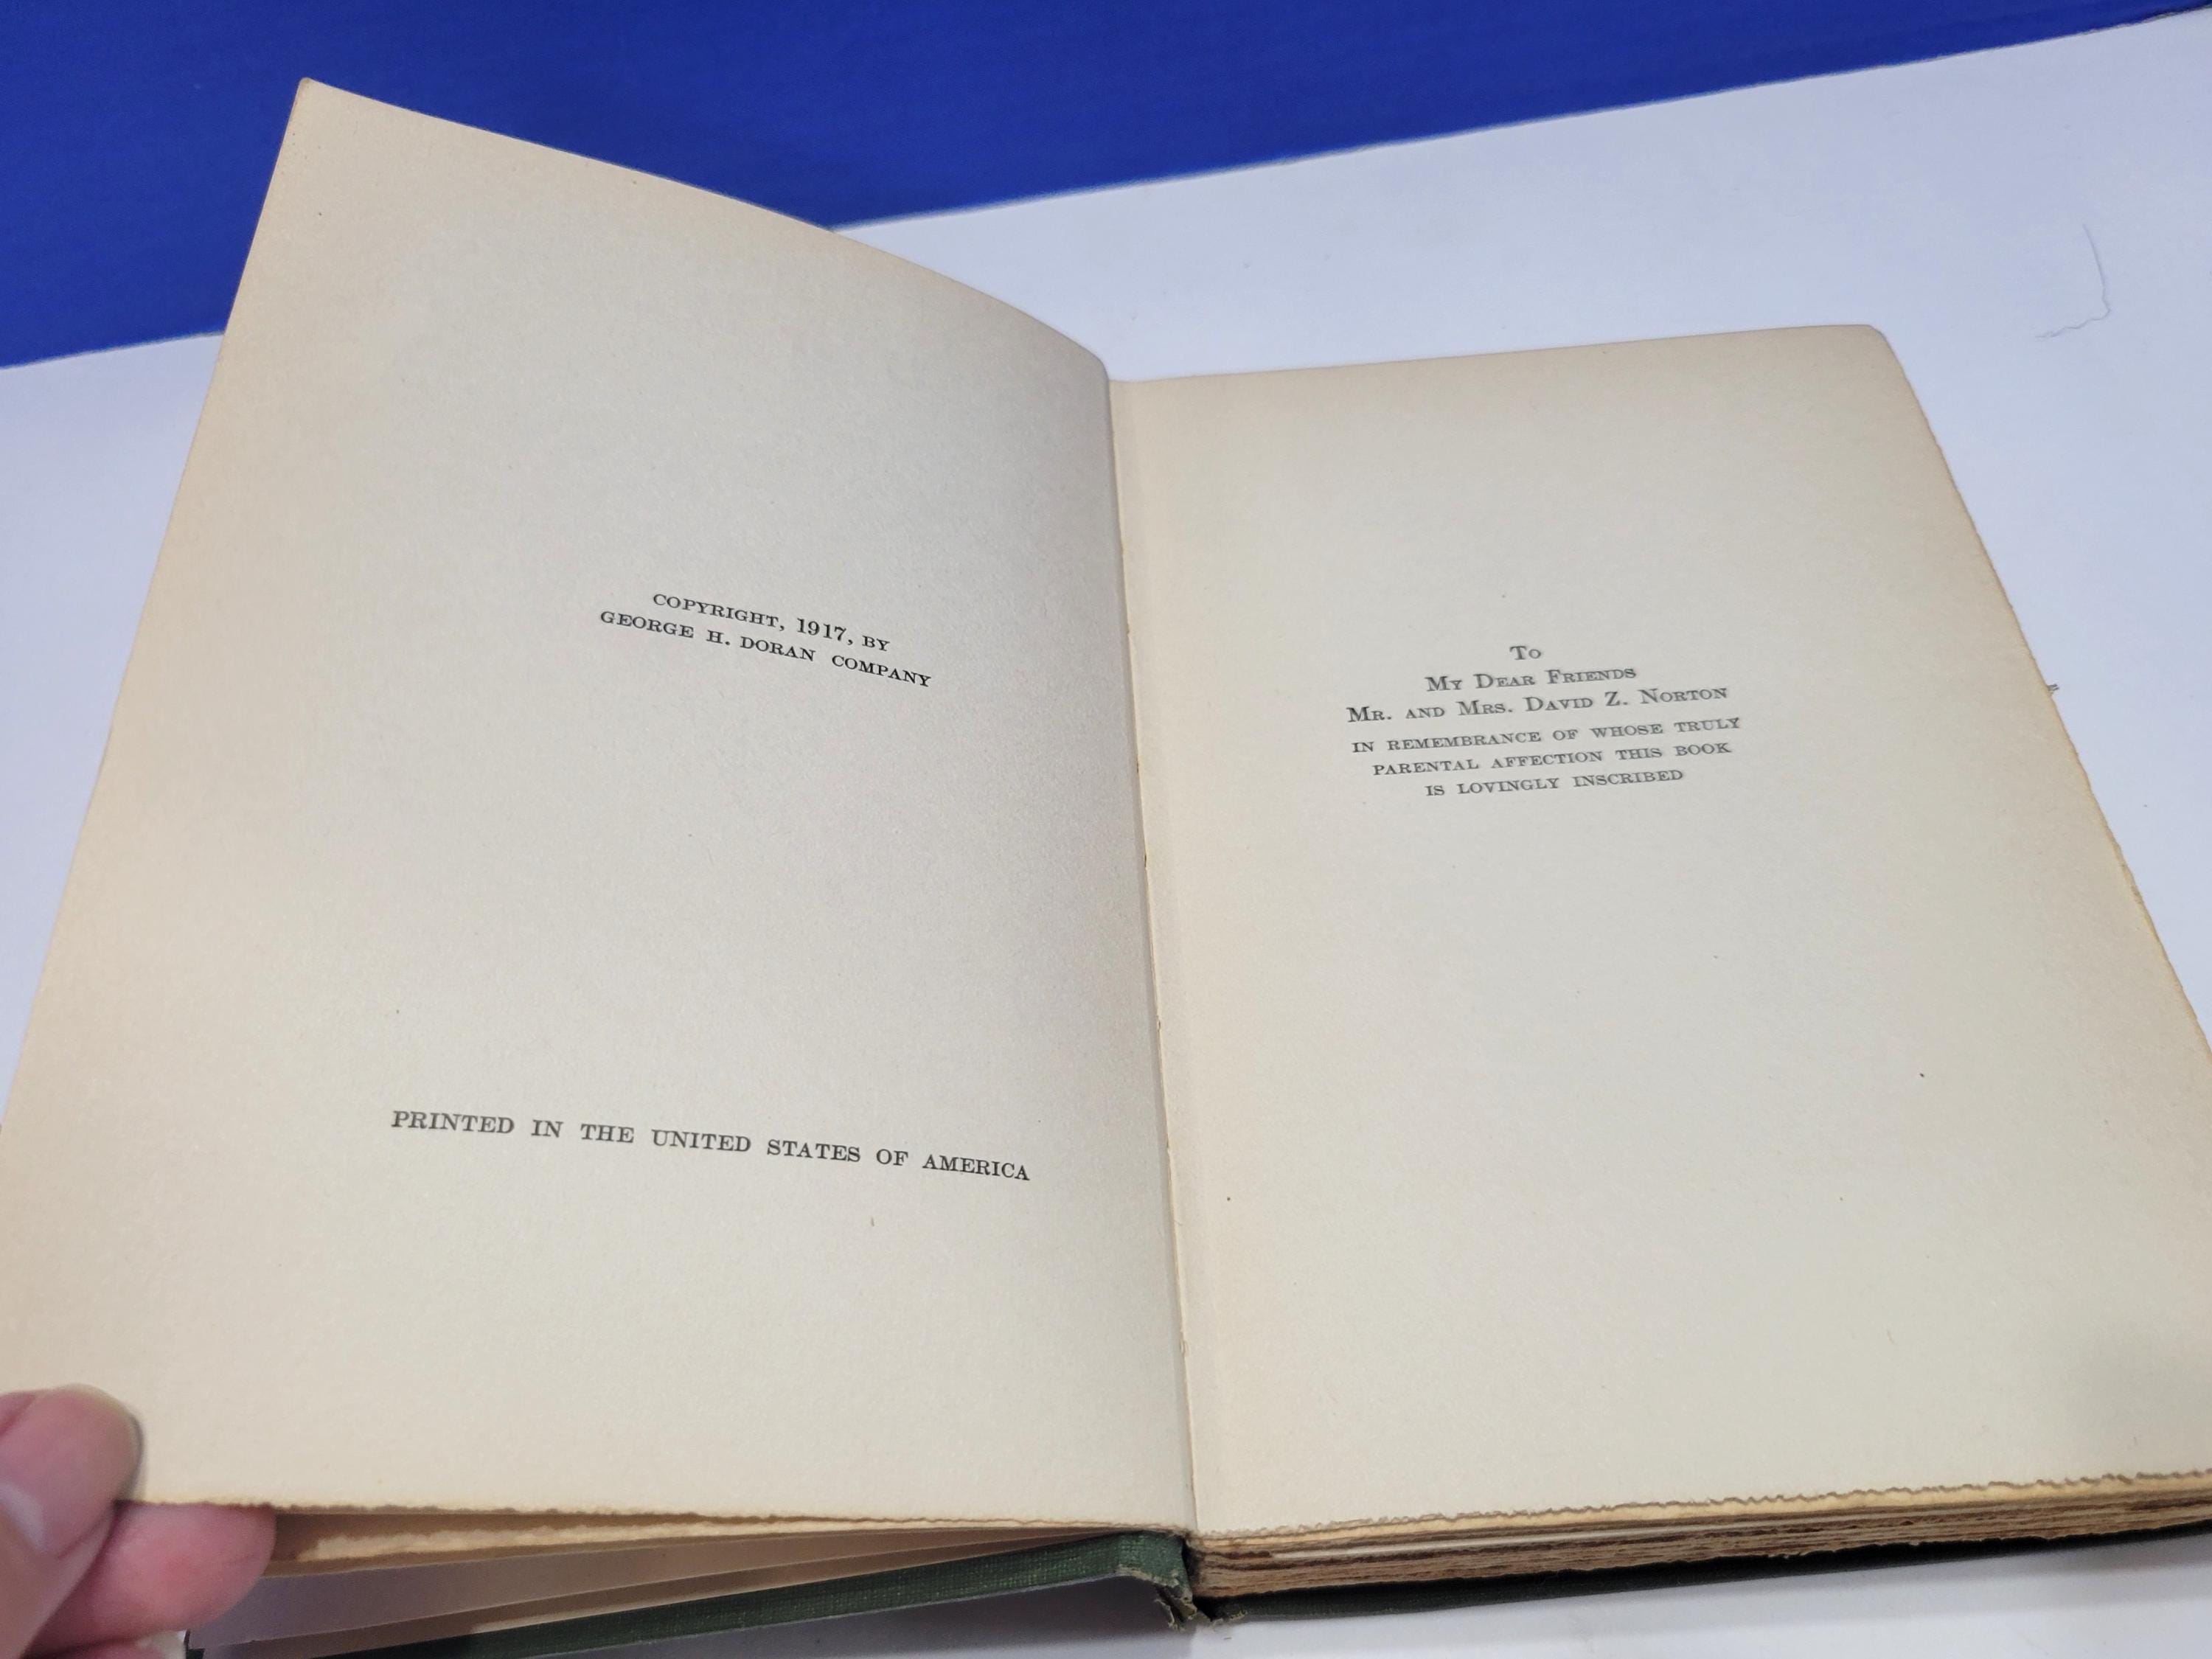 COPYRIGHT, 1917, BY
GEORGE H. DORAN COMPANY
PRINTED IN THE UNITED STATES OF AMERICA
To
My Dear Friends
Mr. and Mrs. David Z. Norton
IN REMEMBRANCE OF WHOSE TRULY
PARENTAL AFFECTION THIS BOOK
IS LOVINGLY INSCRIBED